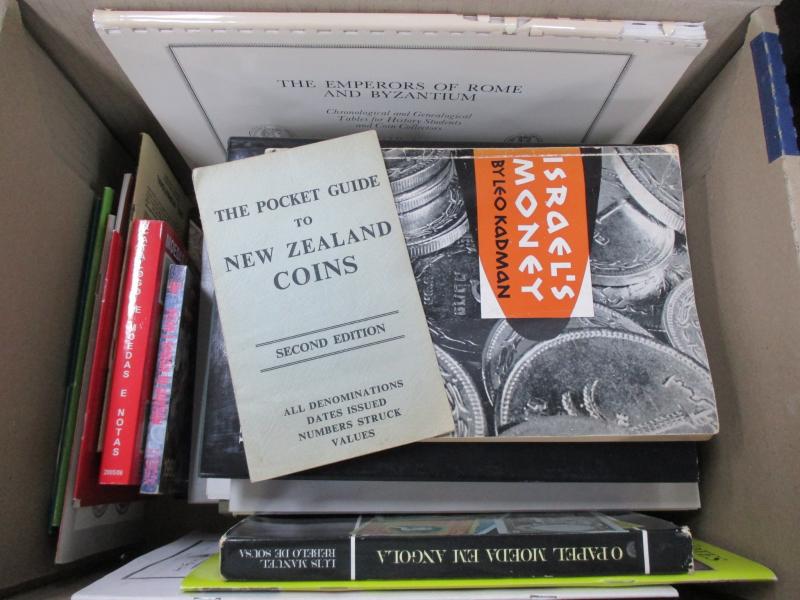 THE EMPERORS OF ROME
AND BYZANTIUM
Chronological and Genealogical
Tables for History Students
and Coin Collectors
THE POCKET GUIDE
TO
NEW ZEALAND
COINS
SECOND EDITION
ALL DENOMINATIONS
DATES ISSUED
NUMBERS STRUCK
VALUES
ISRAEL'S
MONEY
BY LEO KADMAN
MOEDAS E NOTAS
2005/06
LUIS MANUEL
REBELO DE SOUSA
O PAPEL MOEDA EM ANGOLA